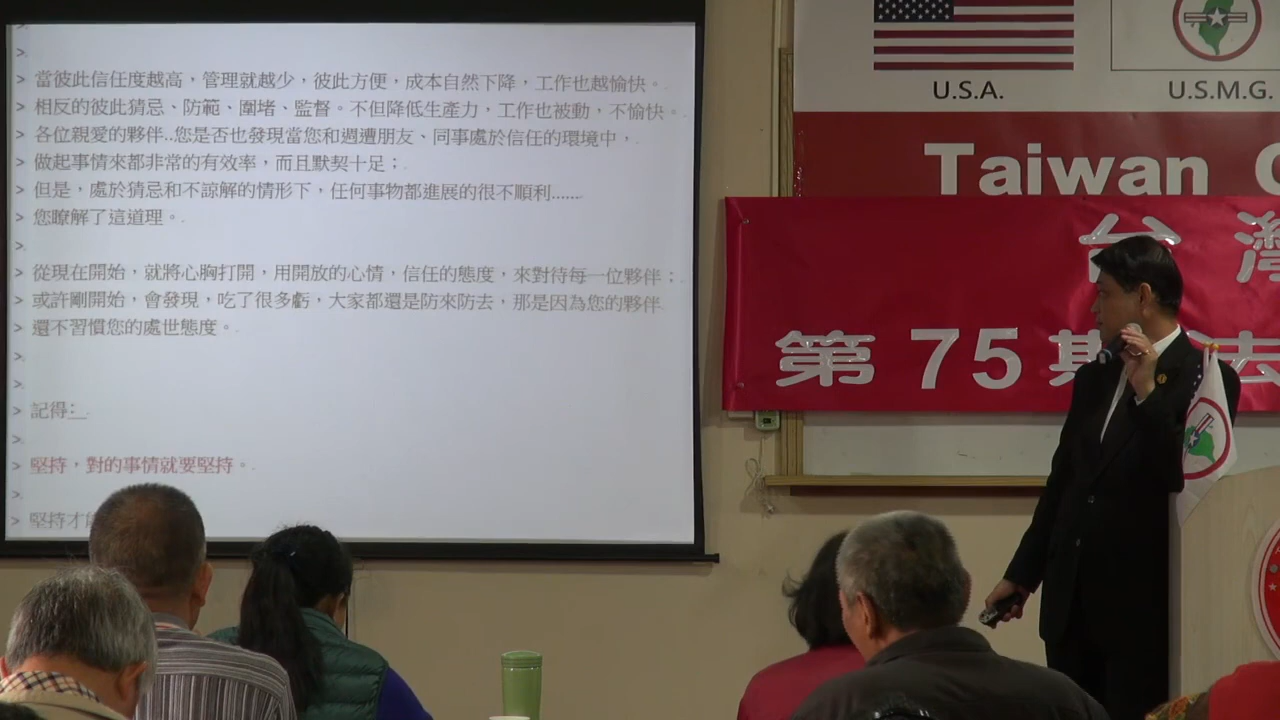 >
> 當彼此信任度越高，管理就越少，彼此方便，成本自然下降，工作也越愉快。
> 相反的彼此猜忌、防範、圍堵、監督。不但降低生產力，工作也被動，不愉快。
> 各位親愛的夥伴..您是否也發現當您和週遭朋友、同事處於信任的環境中，
> 做起事情來都非常的有效率，而且默契十足；
> 但是，處於猜忌和不諒解的情形下，任何事物都進展的很不順利......
> 您瞭解了這道理。
>
> 從現在開始，就將心胸打開，用開放的心情，信任的態度，來對待每一位夥伴；
> 或許剛開始，會發現，吃了很多虧，大家都還是防來防去，那是因為您的夥伴
> 還不習慣您的處世態度。
>
>
> 記得:
>
> 堅持，對的事情就要堅持。
>
> 堅持才
U.S.A.
U.S.M.G.
Taiwan
台灣
第 75 期 法